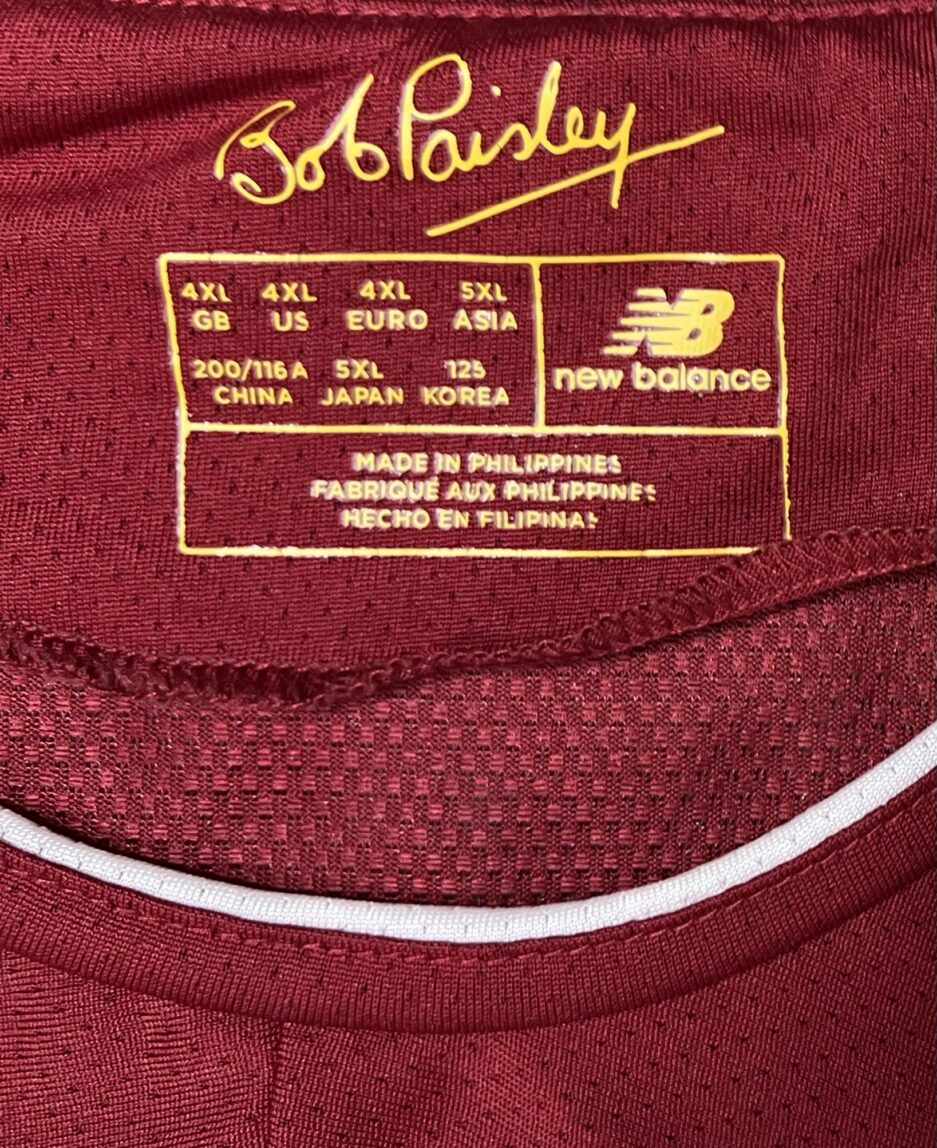 Bob Paisley
4XL 4XL 4XL 5XL
GB US EURO ASIA
200/116A 5XL 125
CHINA JAPAN KOREA
NB
new balance
MADE IN PHILIPPINES
FABRIQUÉ AUX PHILIPPINES
HECHO EN FILIPINAS